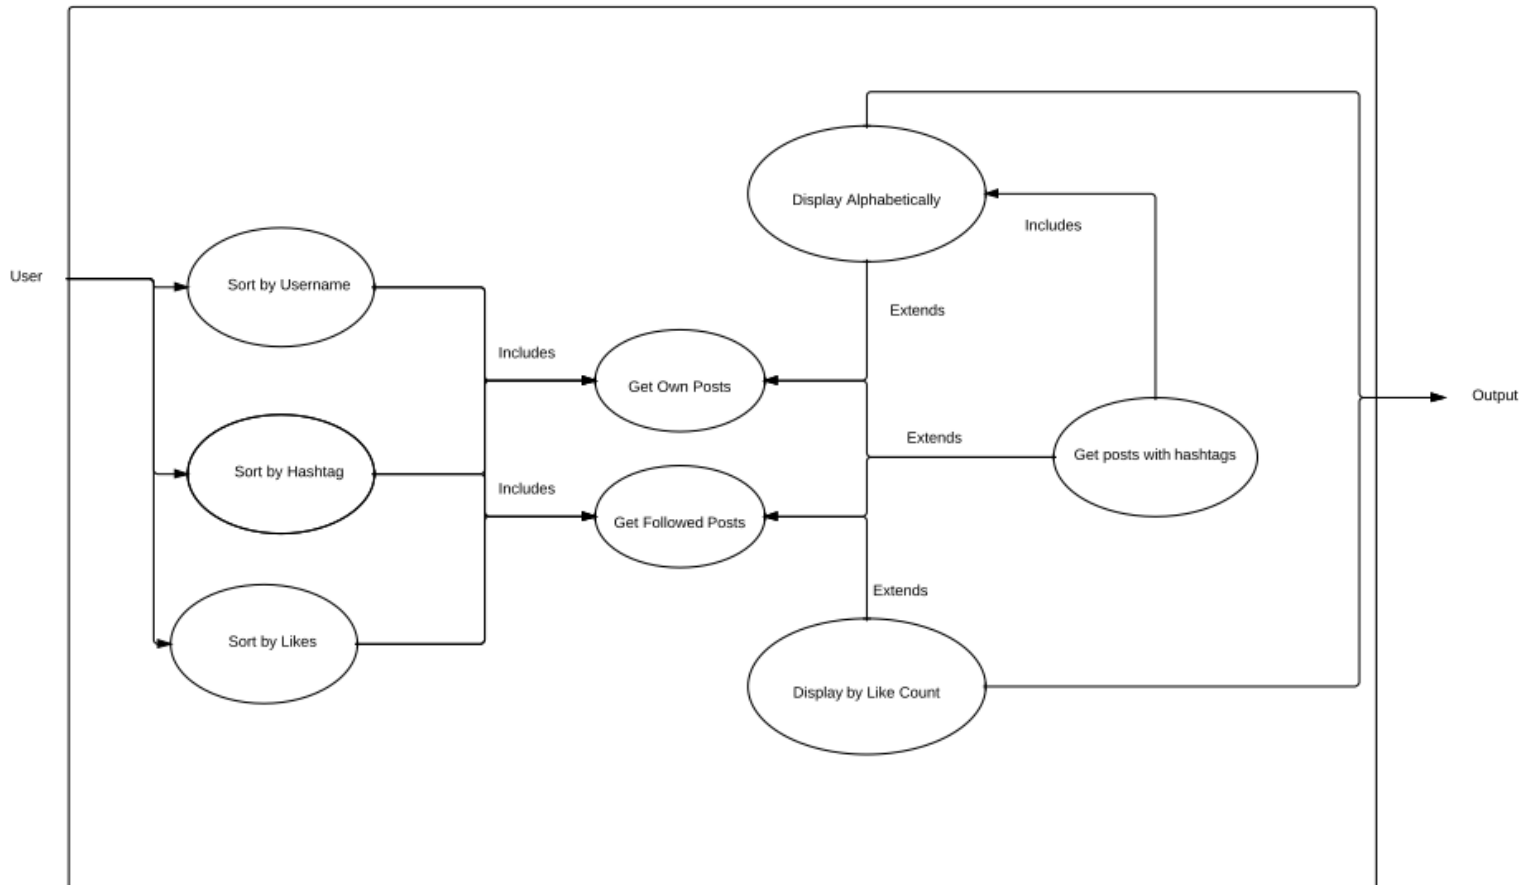 User
Sort by Username
Sort by Hashtag
Sort by Likes
Includes
Includes
Get Own Posts
Get Followed Posts
Display Alphabetically
Includes
Extends
Extends
Get posts with hashtags
Extends
Display by Like Count
Output